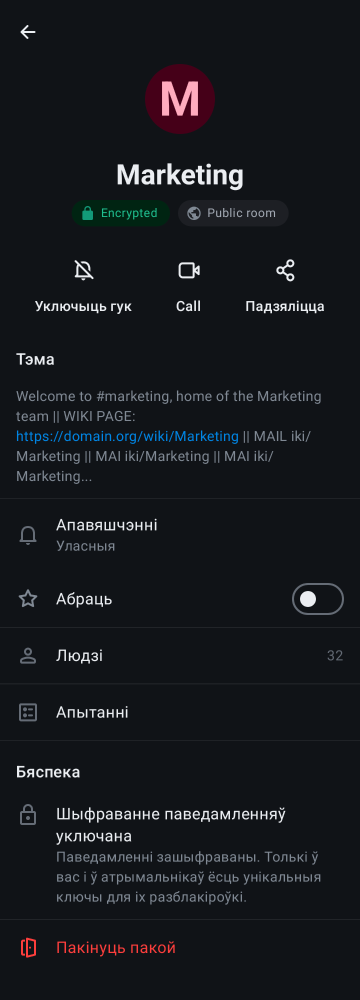 M
Marketing
Encrypted
Public room
Уключыць гук
Call
Падзяліцца
Тэма
Welcome to #marketing, home of the Marketing
team || WIKI PAGE:
https://domain.org/wiki/Marketing || MAIL iki/
Marketing || MAI iki/Marketing || MAI iki/
Marketing...
Апавяшчэнні
Уласныя
Абраць
Людзі
32
Апытанні
Бяспека
Шыфраванне паведамленняў
уключана
Паведамленні зашыфраваны. Толькі ў
вас і ў атрымальнікаў ёсць унікальныя
ключы для іх разблакіроўкі.
Пакінуць пакой